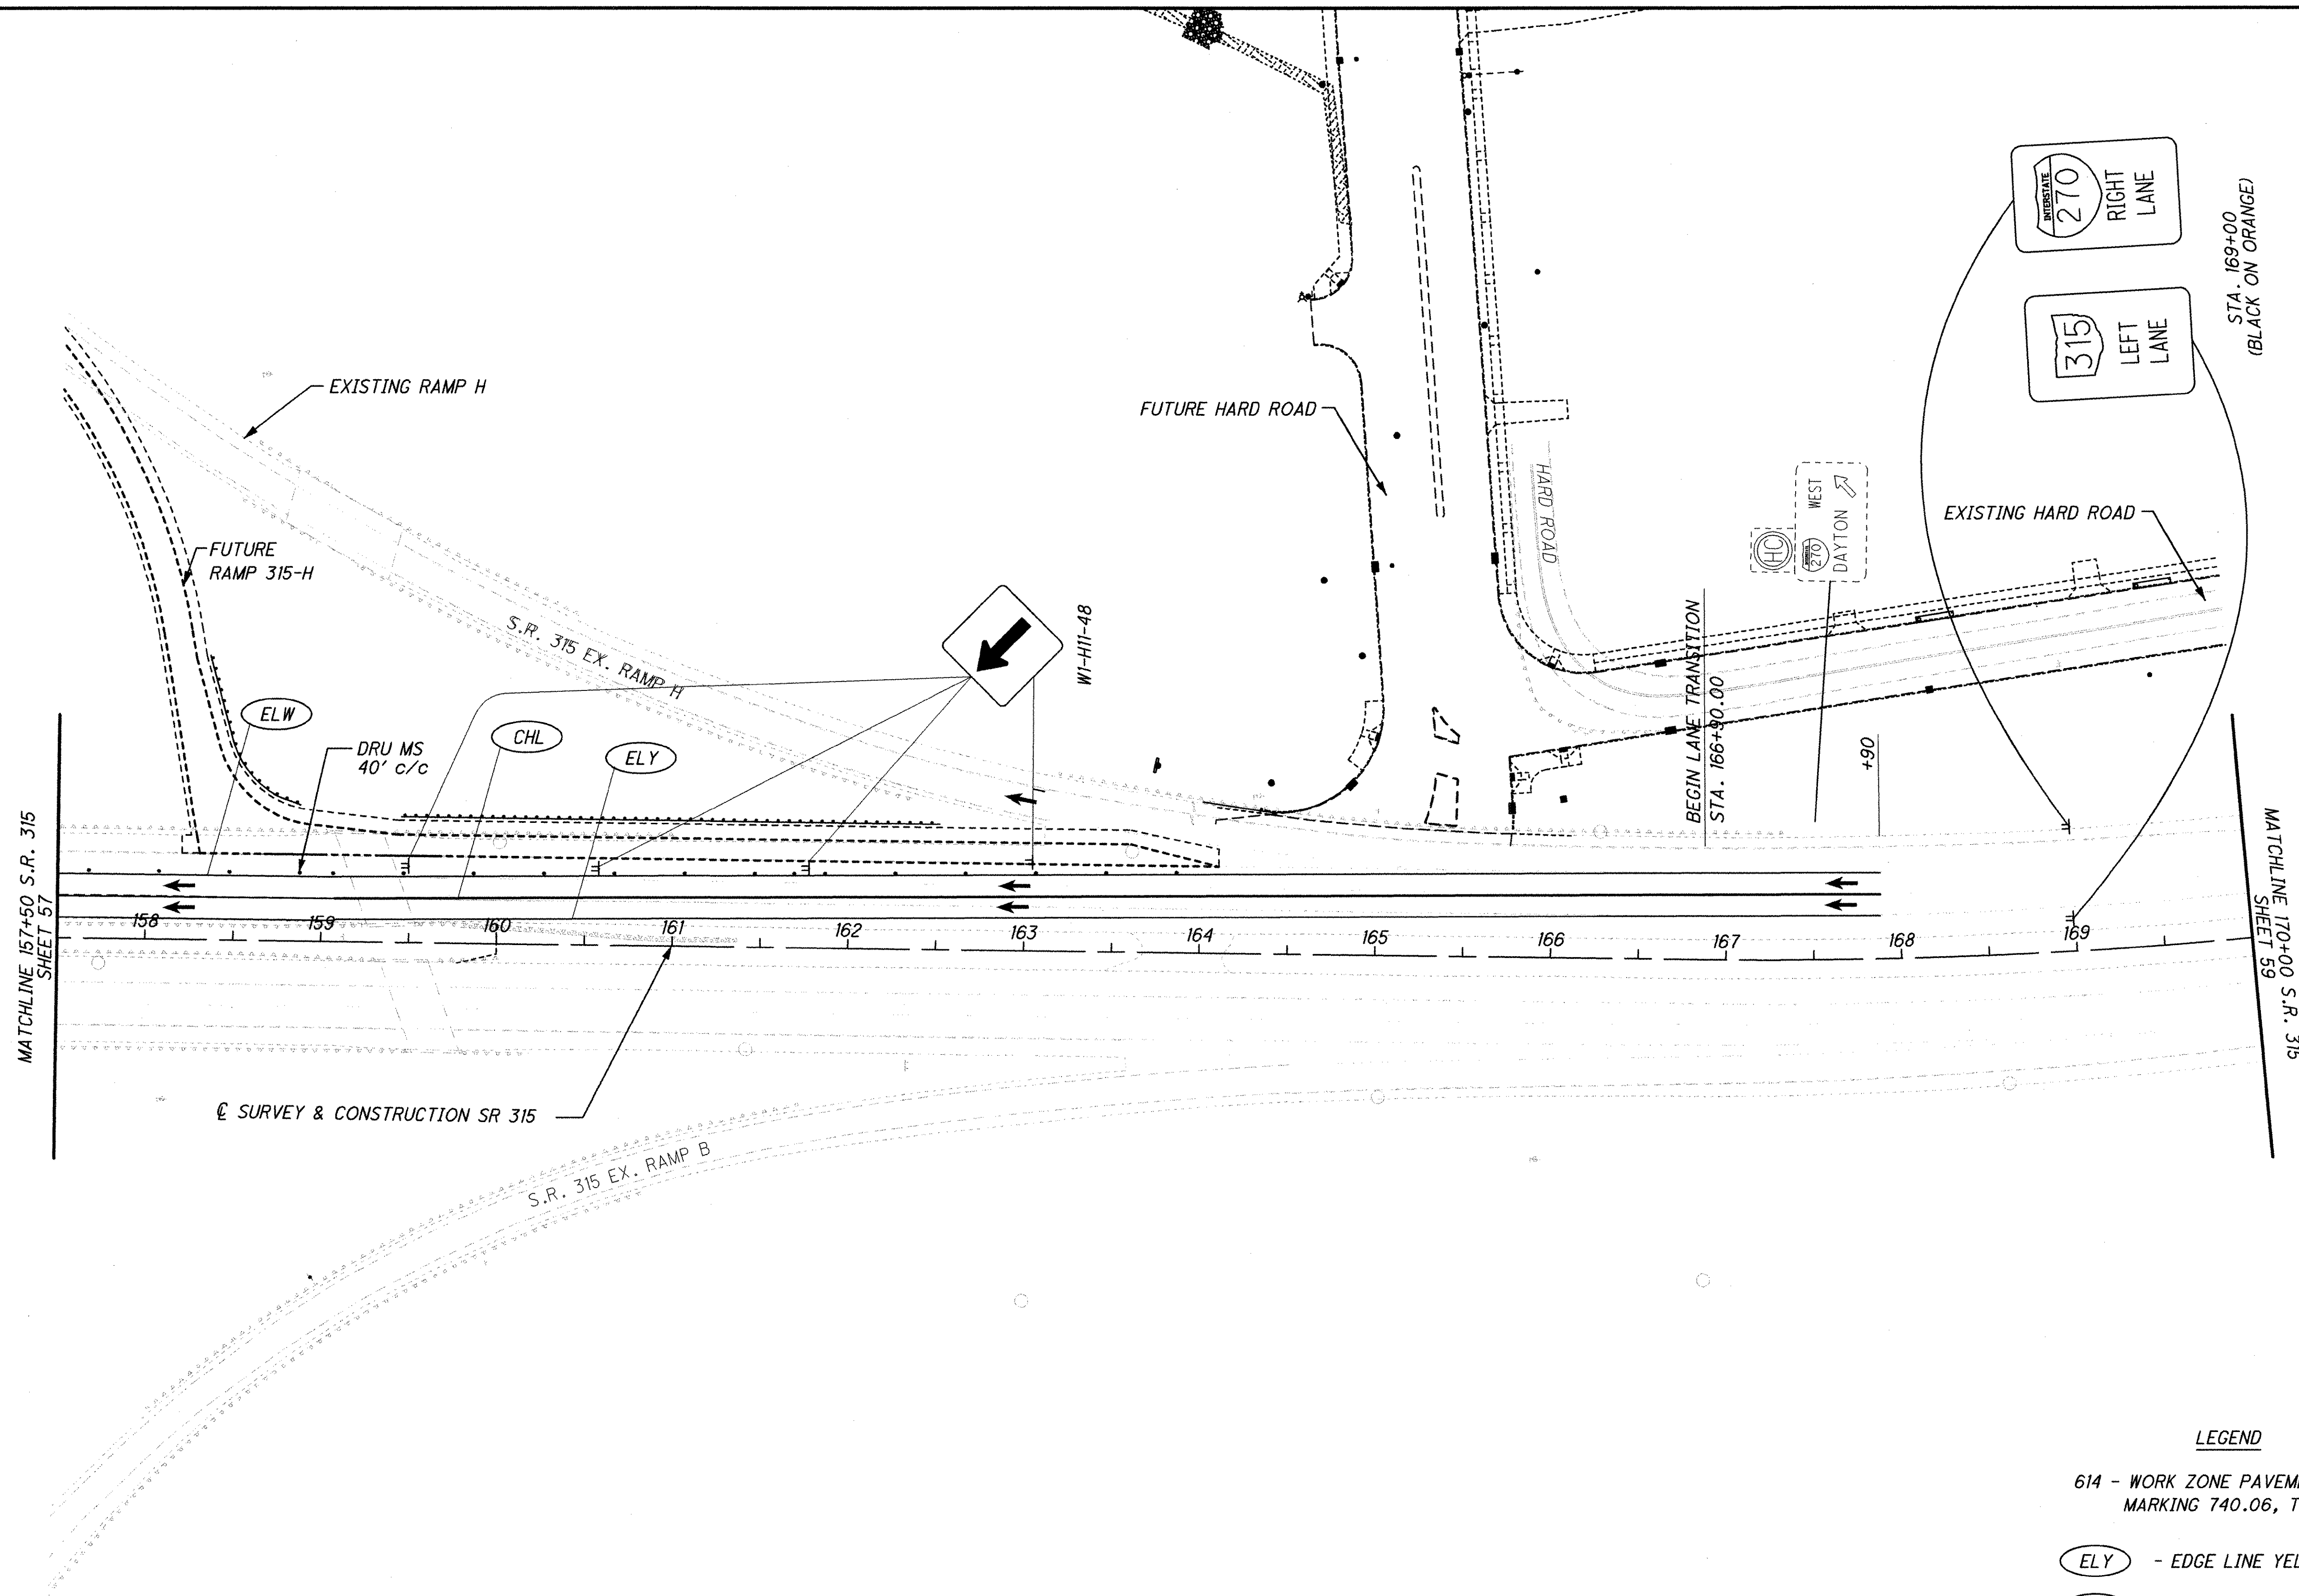 INTERSTATE
270
RIGHT
LANE
315
LEFT
LANE
STA. 169+00
(BLACK ON ORANGE)
EXISTING RAMP H
FUTURE HARD ROAD
HARD ROAD
HC
270
WEST
DAYTON
EXISTING HARD ROAD
FUTURE
RAMP 315-H
S.R. 315 EX. RAMP H
W1-H11-48
BEGIN LANE TRANSITION
STA. 166+90.00
+90
ELW
CHL
ELY
DRUMS
40' c/c
MATCHLINE 157+50 S.R. 315
SHEET 57
158
159
160
161
162
163
164
165
166
167
168
169
MATCHLINE 170+00 S.R. 315
SHEET 59
℄ SURVEY & CONSTRUCTION SR 315
S.R. 315 EX. RAMP B
LEGEND
614 - WORK ZONE PAVEM
MARKING 740.06, T
ELY - EDGE LINE YEL